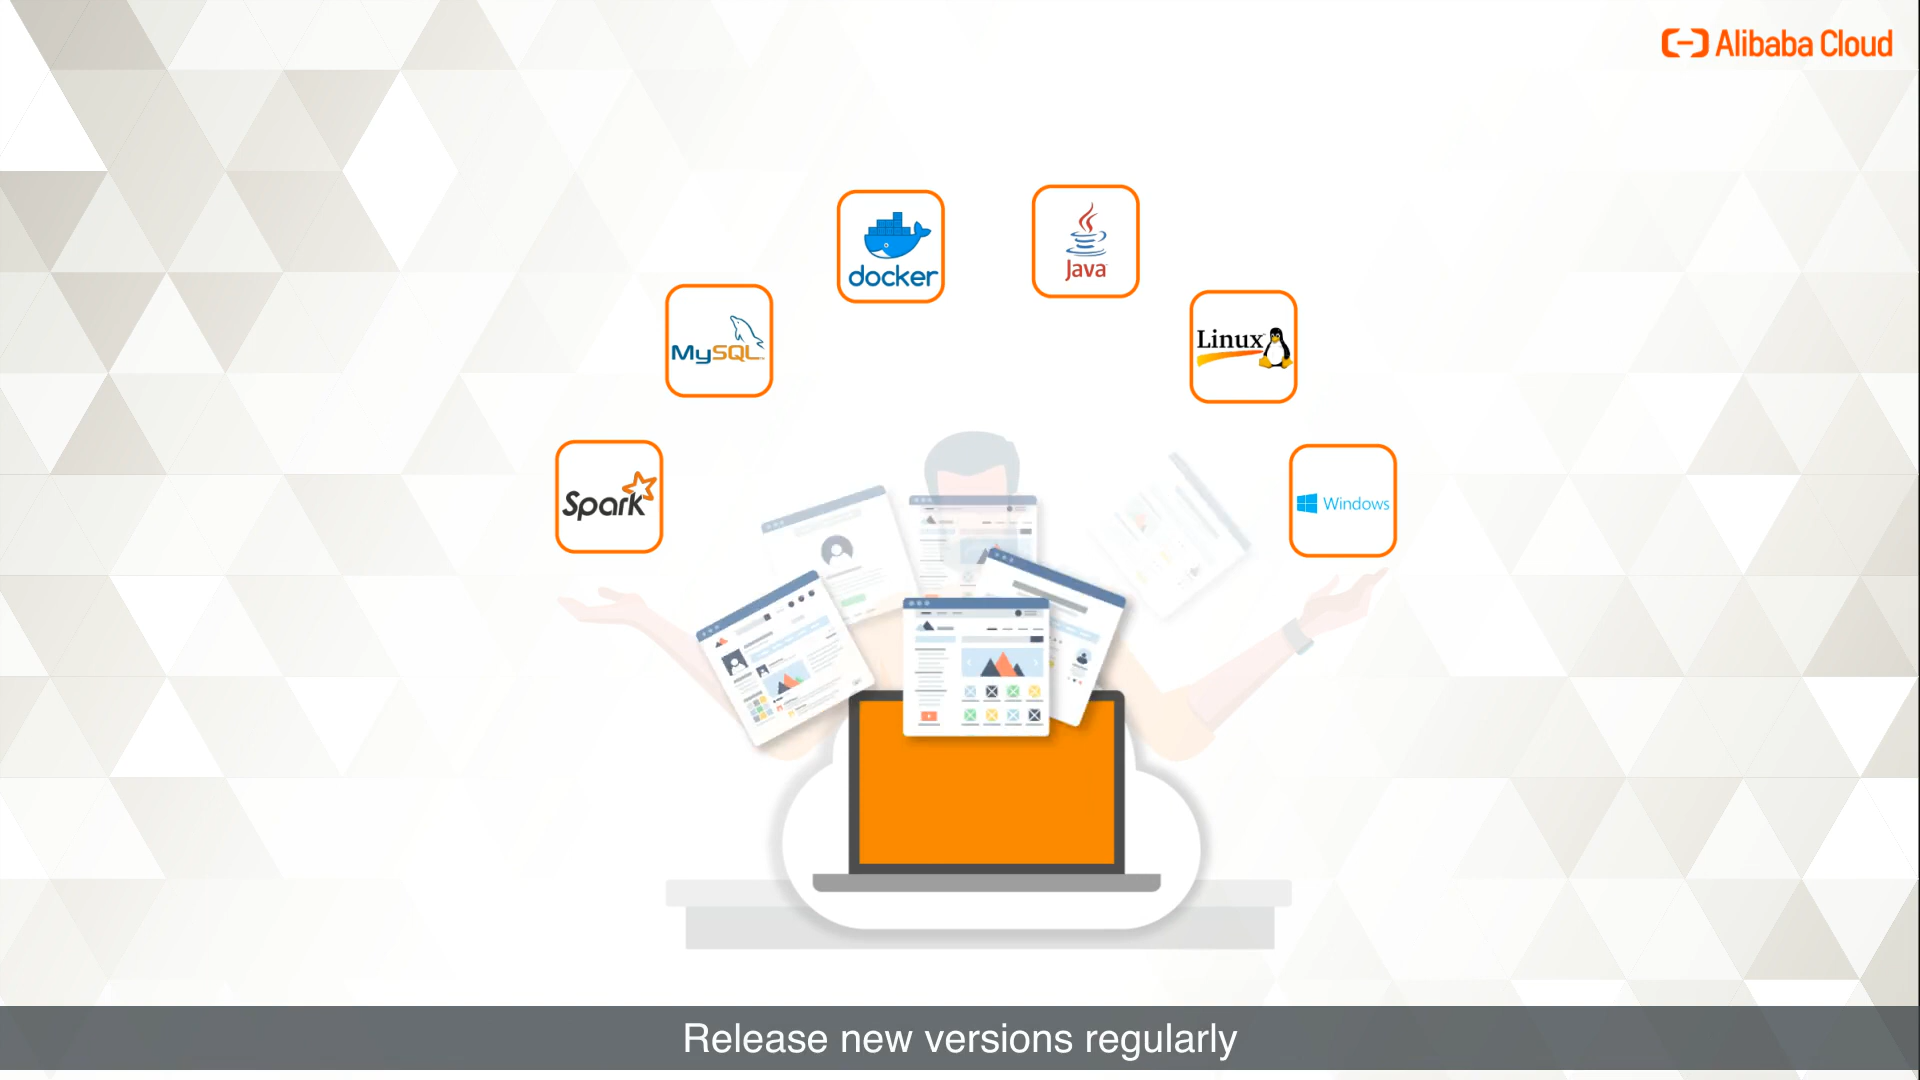 Alibaba Cloud
docker
Java
MySQL
Linux
Spark
Windows
Release new versions regularly